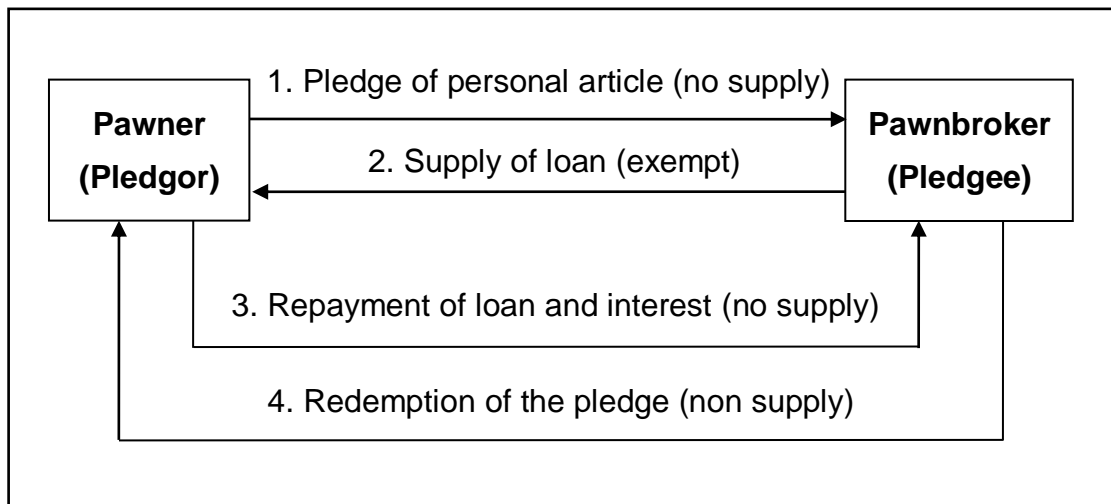 1. Pledge of personal article (no supply)
Pawner
(Pledgor)
Pawnbroker
(Pledgee)
2. Supply of loan (exempt)
3. Repayment of loan and interest (no supply)
4. Redemption of the pledge (non supply)